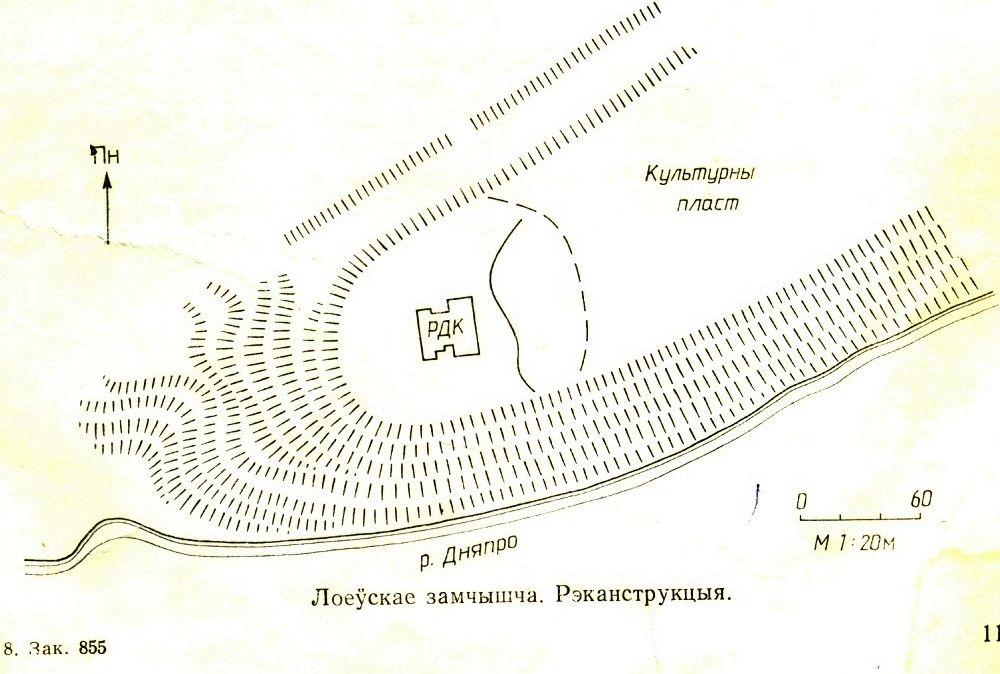 Пн
Культурны
пласт
РДК
0 60
М 1:20м
р. Дняпро
Лоеўскае замчышча. Рэканструкцыя.
8. Зак. 855
11